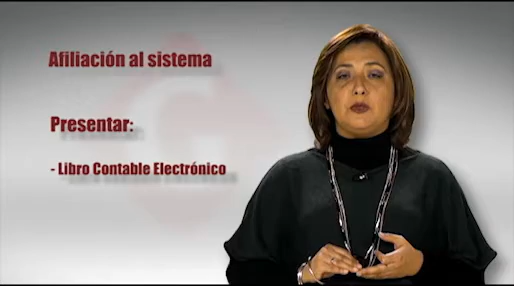 Afiliación al sistema
Presentar:
- Libro Contable Electrónico